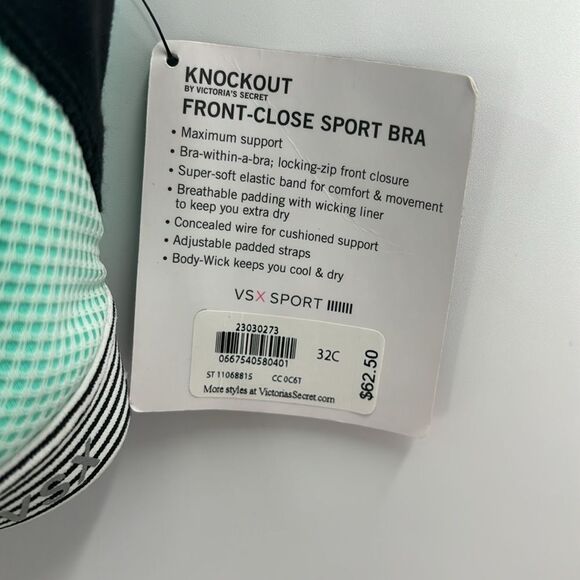 KNOCKOUT
BY VICTORIA'S SECRET
FRONT-CLOSE SPORT BRA
• Maximum support
• Bra-within-a-bra; locking-zip front closure
• Super-soft elastic band for comfort & movement
• Breathable padding with wicking liner
to keep you extra dry
• Concealed wire for cushioned support
• Adjustable padded straps
• Body-Wick keeps you cool & dry
VSX SPORT
23030273
0667540580401
32C
$62.50
ST 11068815 CC 0C6T
More styles at VictoriasSecret.com
VSX